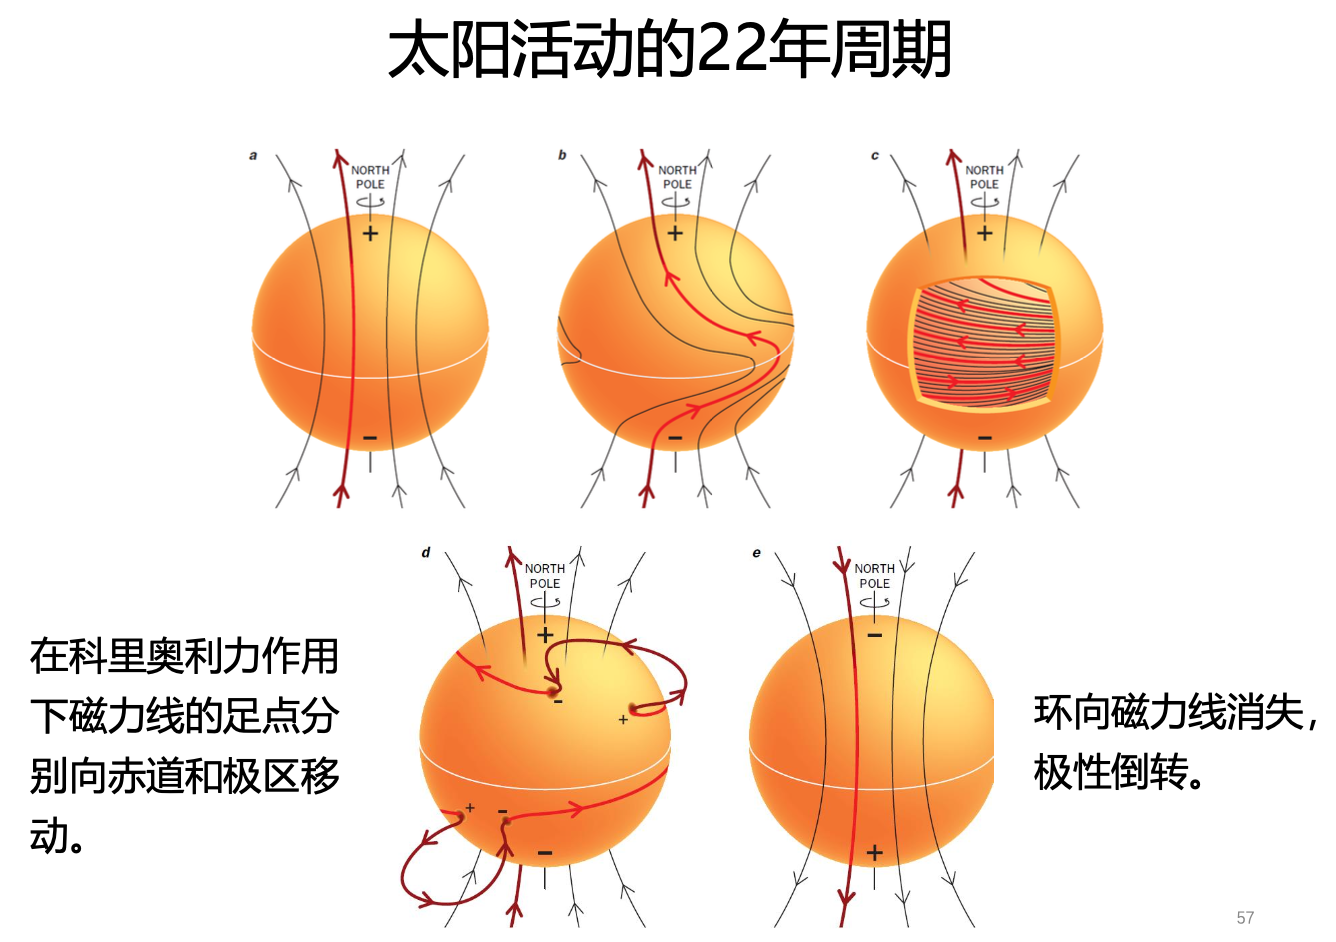 太阳活动的22年周期
a
NORTH
POLE
+
−
b
NORTH
POLE
+
−
c
NORTH
POLE
+
−
d
NORTH
POLE
+
-
+
+
-
−
e
NORTH
POLE
−
+
在科里奥利力作用
下磁力线的足点分
别向赤道和极区移
动。
环向磁力线消失，
极性倒转。
57